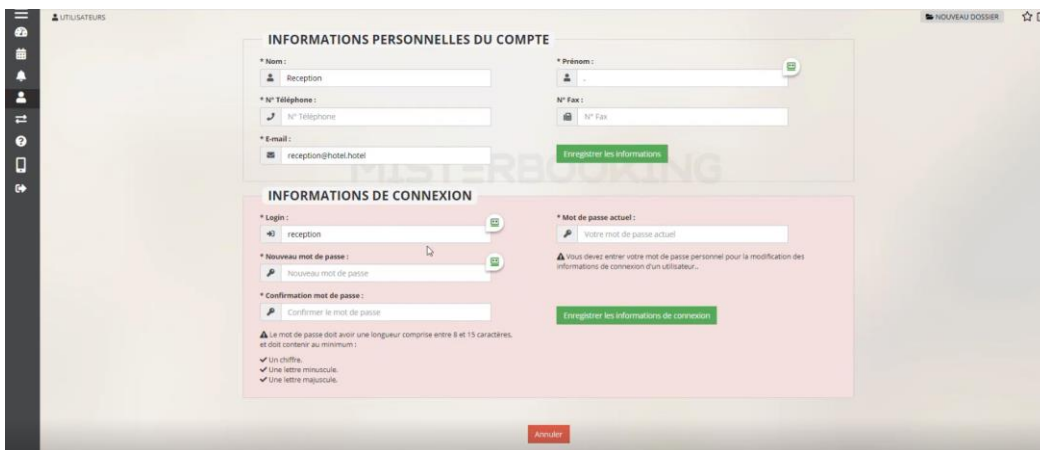 UTILISATEURS
NOUVEAU DOSSIER
INFORMATIONS PERSONNELLES DU COMPTE
* Nom :
* Prénom :
Reception
.
* N° Téléphone :
N° Fax :
N° Téléphone
N° Fax
* E-mail :
reception@hotel.hotel
Enregistrer les informations
MISTERBOOKING
INFORMATIONS DE CONNEXION
* Login :
* Mot de passe actuel :
reception
Votre mot de passe actuel
* Nouveau mot de passe :
Vous devez entrer votre mot de passe personnel pour la modification des
informations de connexion d'un utilisateur..
Nouveau mot de passe
* Confirmation mot de passe :
Confirmer le mot de passe
Enregistrer les informations de connexion
Le mot de passe doit avoir une longueur comprise entre 8 et 15 caractères,
et doit contenir au minimum :
Un chiffre.
Une lettre minuscule.
Une lettre majuscule.
Annuler